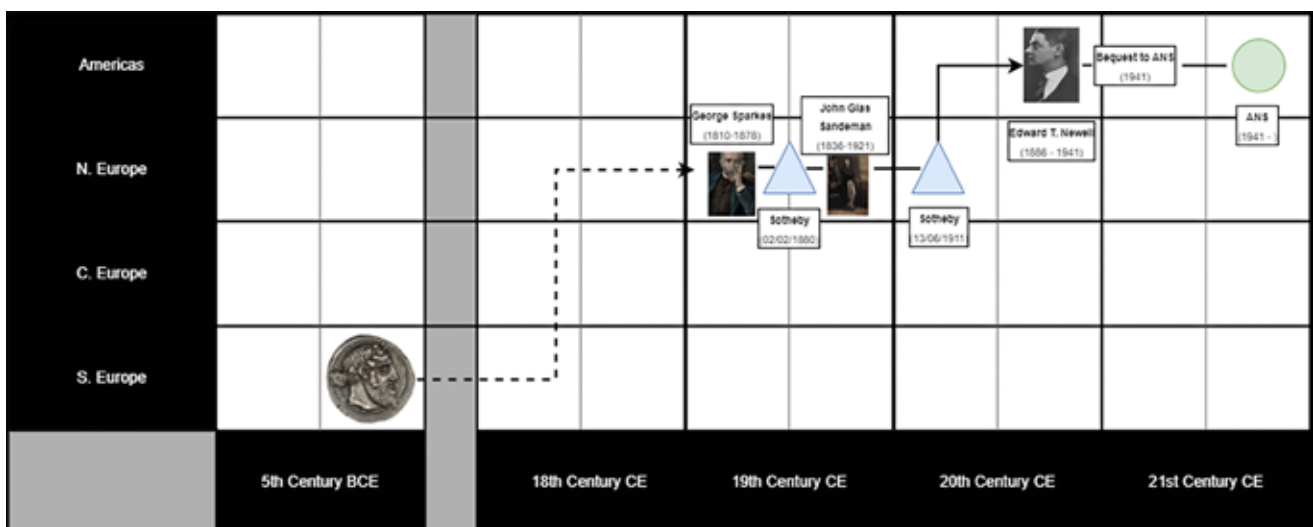 Americas
N. Europe
C. Europe
S. Europe
George Sparkes
(1810-1878)
Sotheby
(02/02/1880)
John Glas
Sandeman
(1836-1921)
Sotheby
(13/06/1911)
Edward T. Newell
(1886 - 1941)
Bequest to ANS
(1941)
ANS
(1941 - )
5th Century BCE
18th Century CE
19th Century CE
20th Century CE
21st Century CE